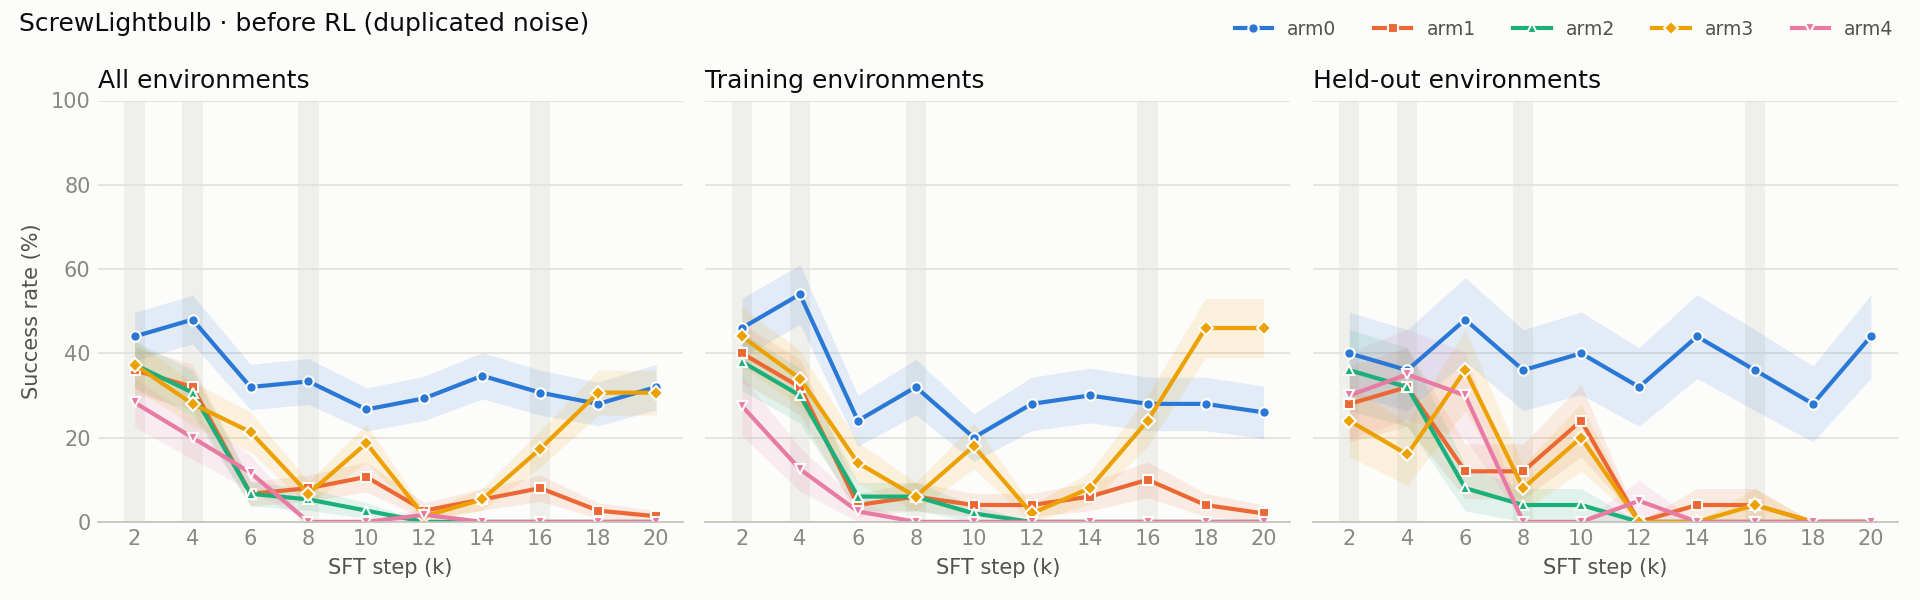 ScrewLightbulb · before RL (duplicated noise)
arm0 arm1 arm2 arm3 arm4
All environments
Training environments
Held-out environments
Success rate (%)
100
80
60
40
20
0
2 4 6 8 10 12 14 16 18 20
2 4 6 8 10 12 14 16 18 20
2 4 6 8 10 12 14 16 18 20
SFT step (k)
SFT step (k)
SFT step (k)